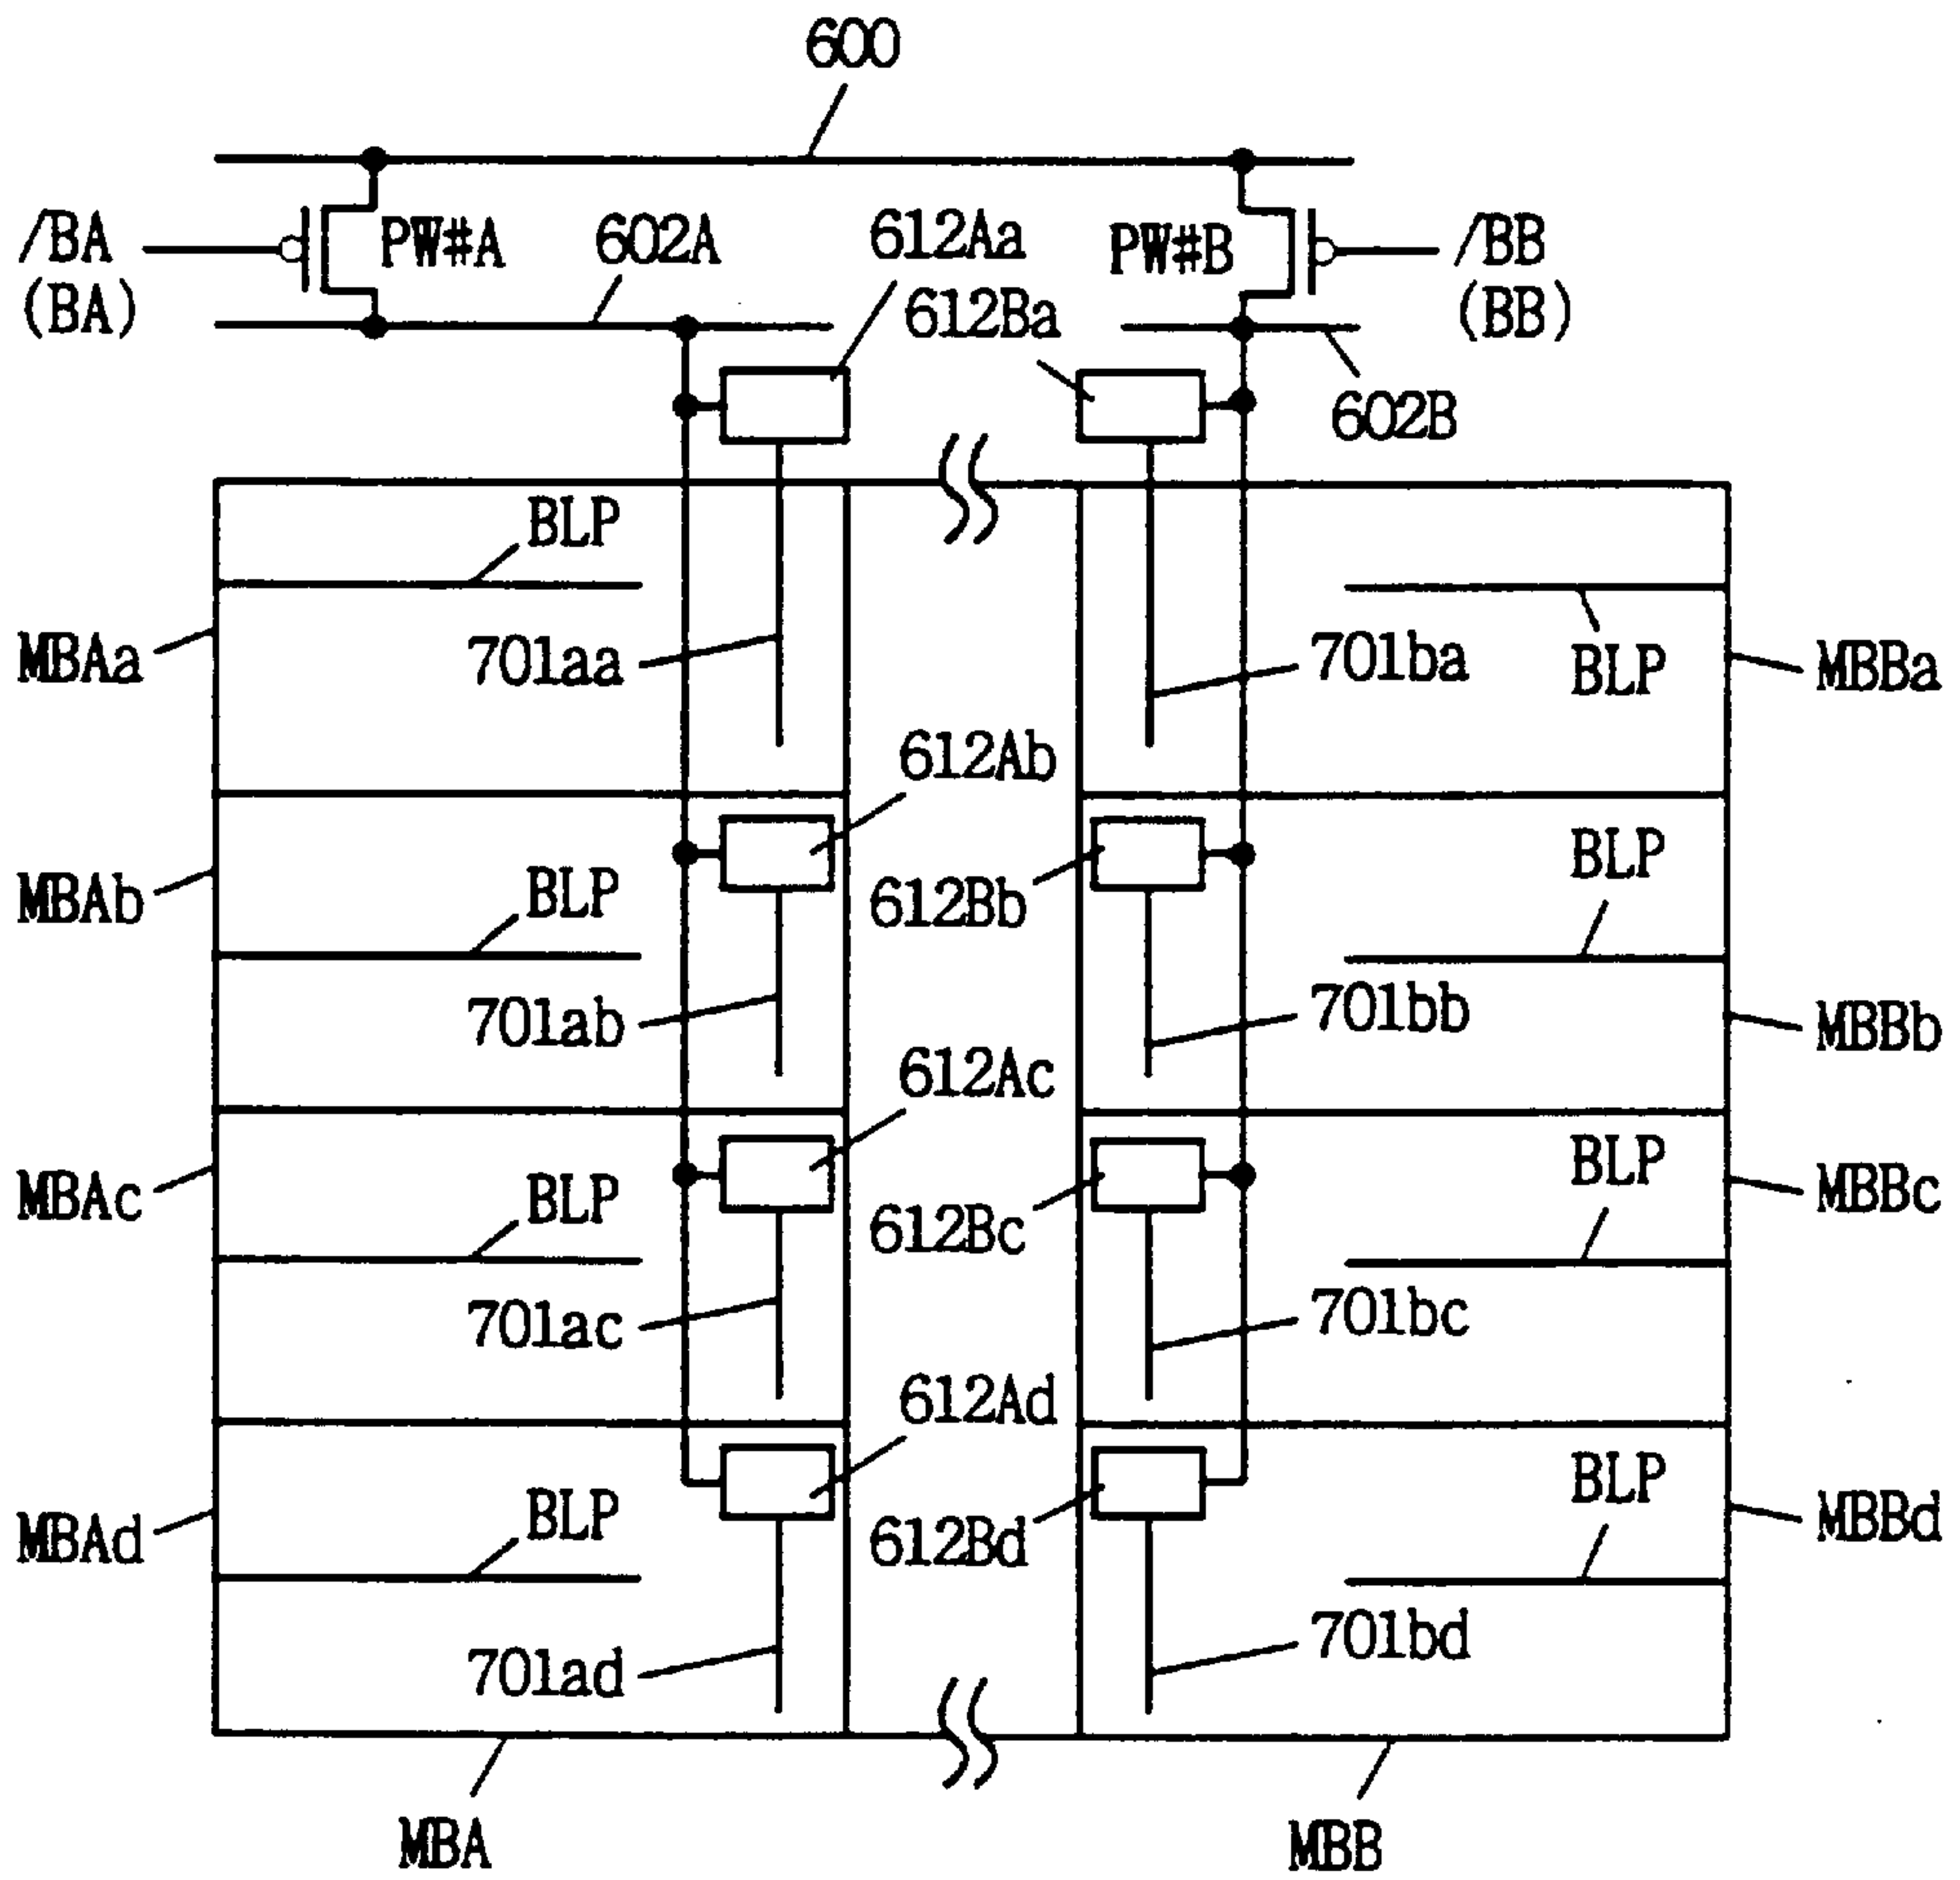 600
/BA
(BA)
PW#A
602A
612Aa
612Ba
PW#B
/BB
(BB)
602B
BLP
MBAa
701aa
701ba
BLP
MBBa
612Ab
BLP
MBAb
BLP
612Bb
701ab
701bb
MBBb
612Ac
BLP
MBAc
BLP
612Bc
MBBc
701ac
701bc
612Ad
BLP
MBAd
BLP
612Bd
MBBd
701ad
701bd
MBA
MBB